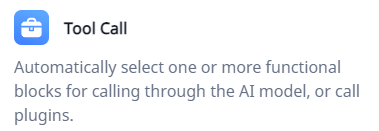 Tool Call
Automatically select one or more functional
blocks for calling through the AI model, or call
plugins.